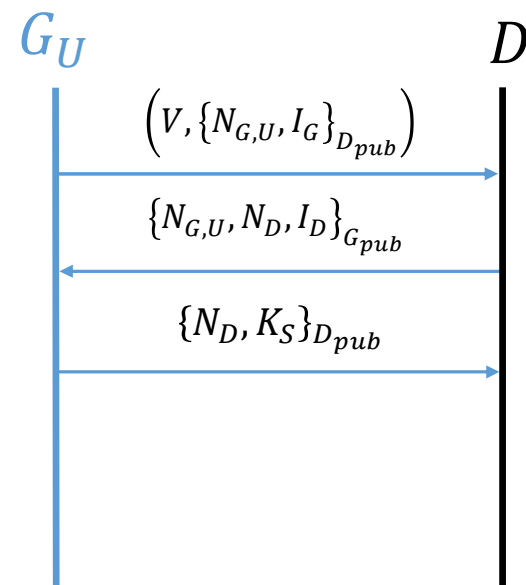 G_U D
(V, {N_{G,U}, I_G}_{D_{pub}})
{N_{G,U}, N_D, I_D}_{G_{pub}}
{N_D, K_S}_{D_{pub}}